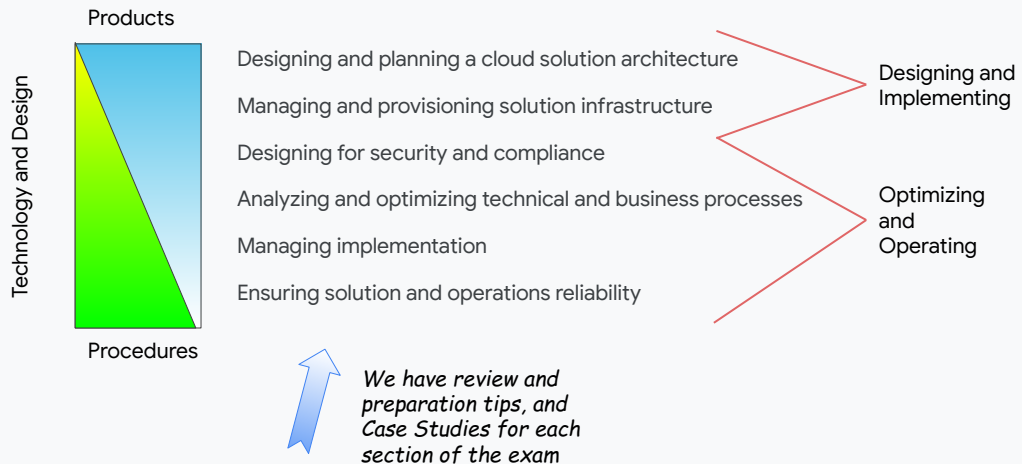 Products
Technology and Design
Designing and planning a cloud solution architecture
Managing and provisioning solution infrastructure
Designing for security and compliance
Analyzing and optimizing technical and business processes
Managing implementation
Ensuring solution and operations reliability
Designing and
Implementing
Optimizing
and
Operating
Procedures
We have review and
preparation tips, and
Case Studies for each
section of the exam